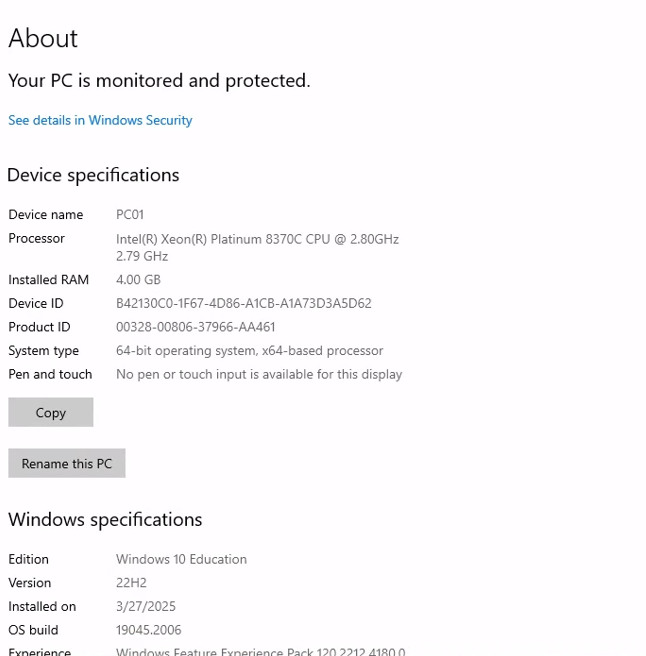 About
Your PC is monitored and protected.
See details in Windows Security
Device specifications
Device name PC01
Processor Intel(R) Xeon(R) Platinum 8370C CPU @ 2.80GHz
2.79 GHz
Installed RAM 4.00 GB
Device ID B42130C0-1F67-4D86-A1CB-A1A73D3A5D62
Product ID 00328-00806-37966-AA461
System type 64-bit operating system, x64-based processor
Pen and touch No pen or touch input is available for this display
Copy
Rename this PC
Windows specifications
Edition Windows 10 Education
Version 22H2
Installed on 3/27/2025
OS build 19045.2006
Experience Windows Feature Experience Pack 120.2212.4180.0